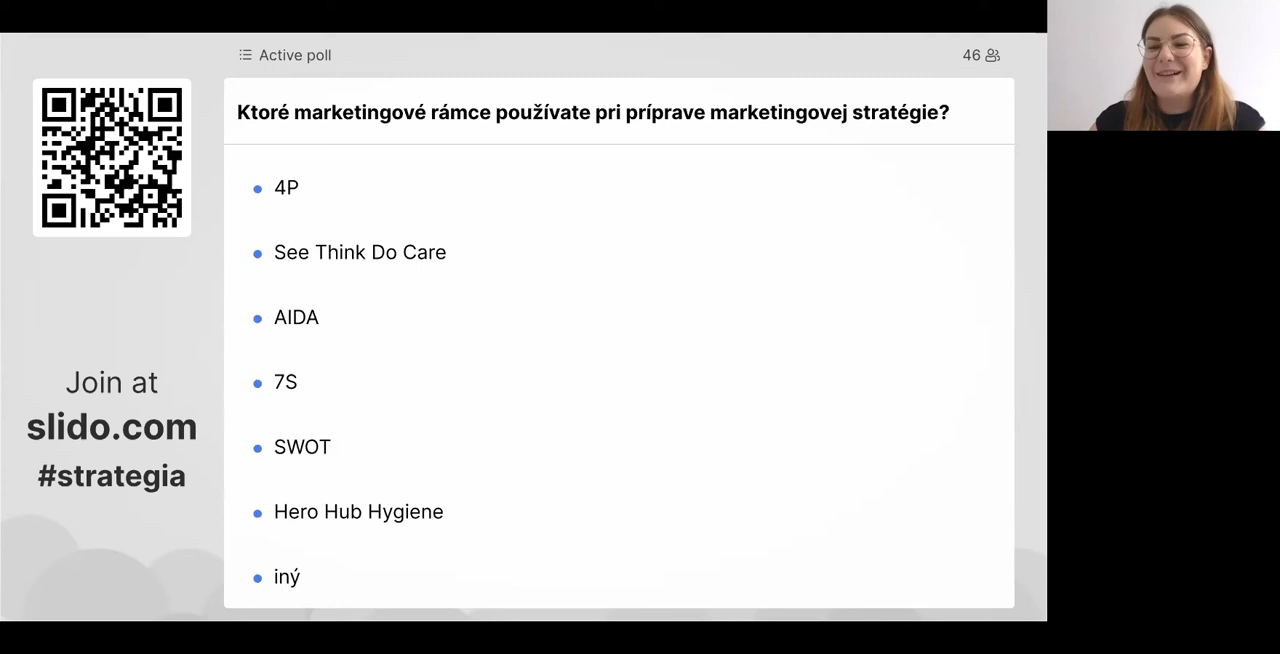 Active poll
46
Ktoré marketingové rámce používate pri príprave marketingovej stratégie?
4P
See Think Do Care
AIDA
7S
SWOT
Hero Hub Hygiene
iný
Join at
slido.com
#strategia